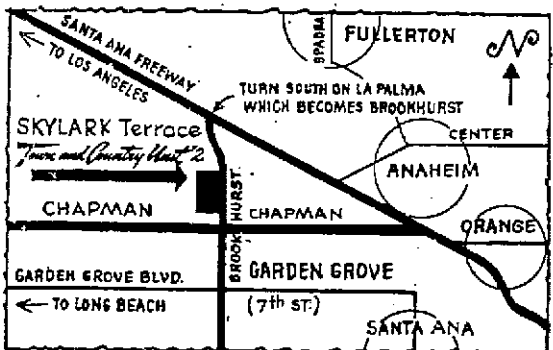 SPADRA
FULLERTON
N
SANTA ANA FREEWAY
TO LOS ANGELES
TURN SOUTH ON LA PALMA
WHICH BECOMES BROOKHURST
SKYLARK Terrace
Town and Country Unit 2
CENTER
ANAHEIM
CHAPMAN
BROOKHURST.
CHAPMAN
ORANGE
GARDEN GROVE BLVD.
GARDEN GROVE
TO LONG BEACH
(7th ST.)
SANTA ANA